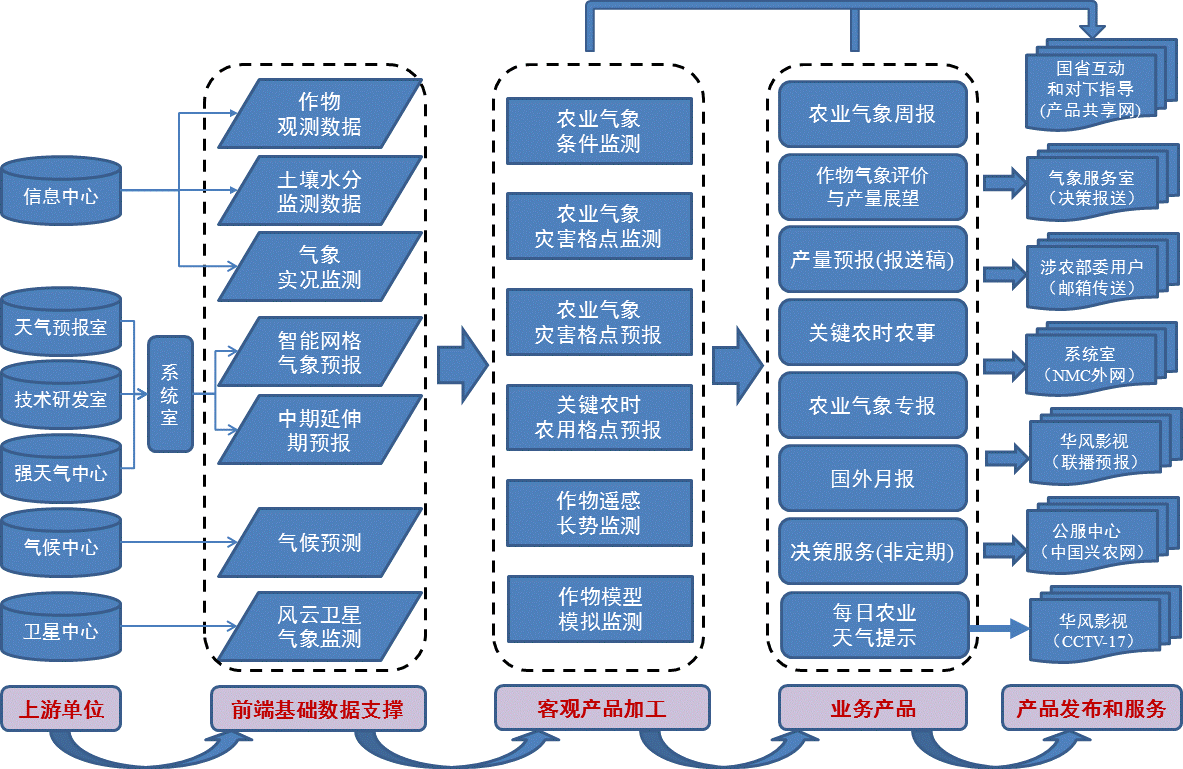 信息中心
天气预报室
技术研发室
强天气中心
气候中心
卫星中心
系
统
室
作物
观测数据
土壤水分
监测数据
气象
实况监测
智能网格
气象预报
中期延伸
期预报
气候预测
风云卫星
气象监测
农业气象
条件监测
农业气象
灾害格点监测
农业气象
灾害格点预报
关键农时
农用格点预报
作物遥感
长势监测
作物模型
模拟监测
农业气象周报
作物气象评价
与产量展望
产量预报(报送稿)
关键农时农事
农业气象专报
国外月报
决策服务(非定期)
每日农业
天气提示
国省互动
和对下指导
(产品共享网)
气象服务室
（决策报送）
涉农部委用户
（邮箱传送）
系统室
（NMC外网）
华风影视
（联播预报）
公服中心
（中国兴农网）
华风影视
（CCTV-17）
上游单位
前端基础数据支撑
客观产品加工
业务产品
产品发布和服务